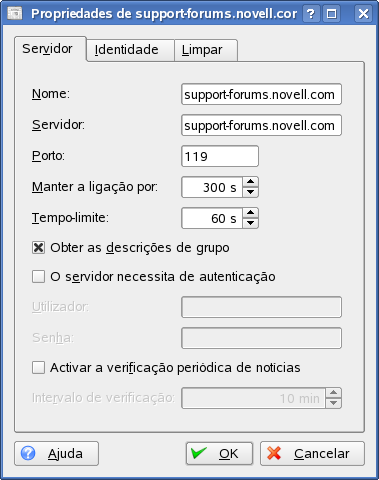 Propriedades de support-forums.novell.cor
Servidor
Identidade
Limpar
Nome:
support-forums.novell.com
Servidor:
support-forums.novell.com
Porto:
119
Manter a ligação por:
300 s
Tempo-limite:
60 s
Obter as descrições de grupo
O servidor necessita de autenticação
Utilizador:
Senha:
Activar a verificação periódica de notícias
Intervalo de verificação:
10 min
Ajuda
OK
Cancelar